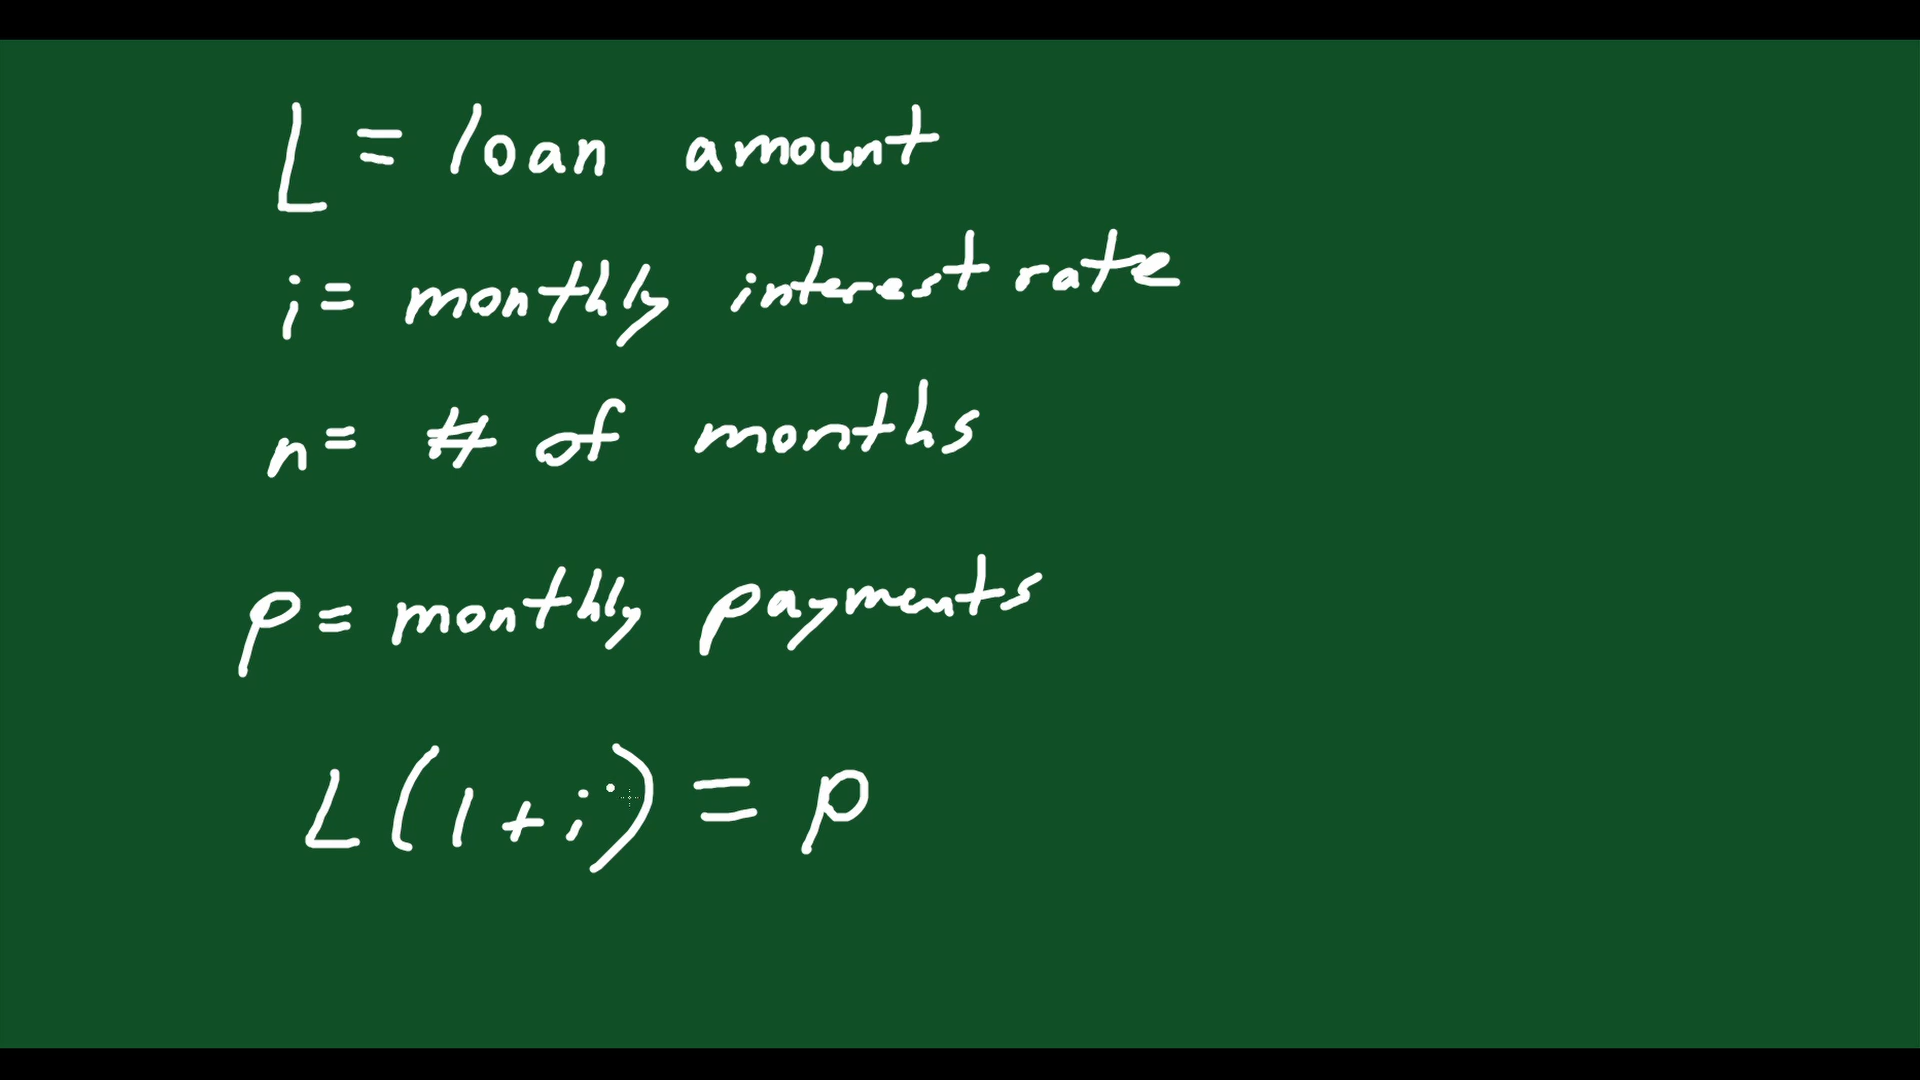 L = loan amount
i = monthly interest rate
n = # of months
p = monthly payments
L(1+i) = p